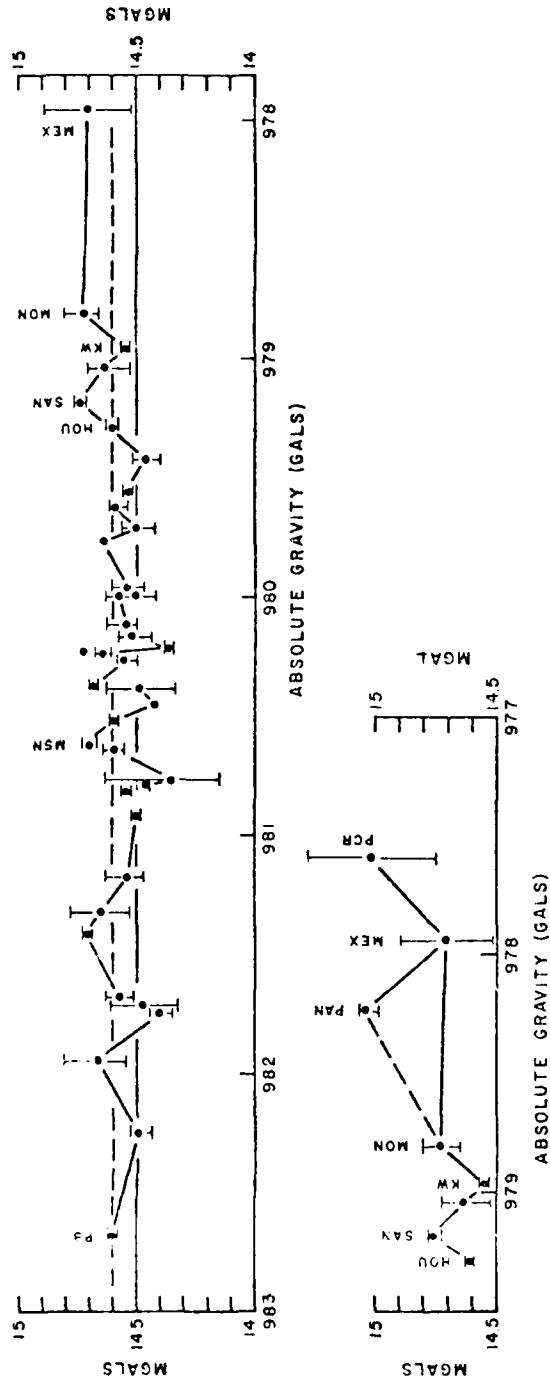 MGALS
15
14.5
14
MEX
MON
KW
SAN
HOU
MSN
978
979
980
981
982
983
ABSOLUTE GRAVITY (GALS)
15
14.5
14
MGALS
MGAL
15
14.5
PCR
MEX
PAN
MON
KW
SAN
HOU
977
978
979
ABSOLUTE GRAVITY (GALS)
15
14.5
MGALS